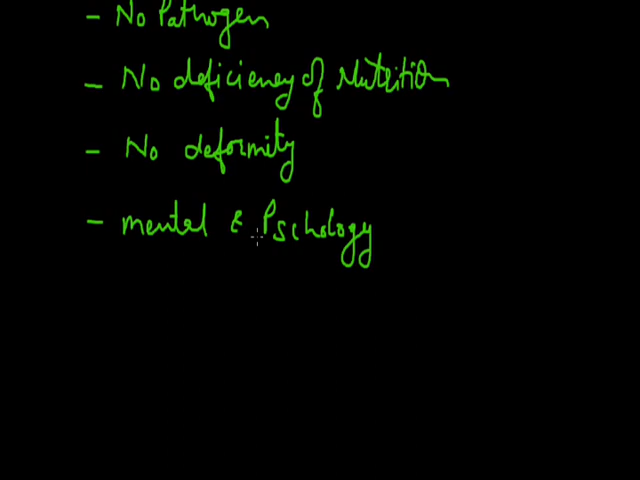 - No Pathogen
- No deficiency of Nutrition
- No deformity
- mental & Pschology